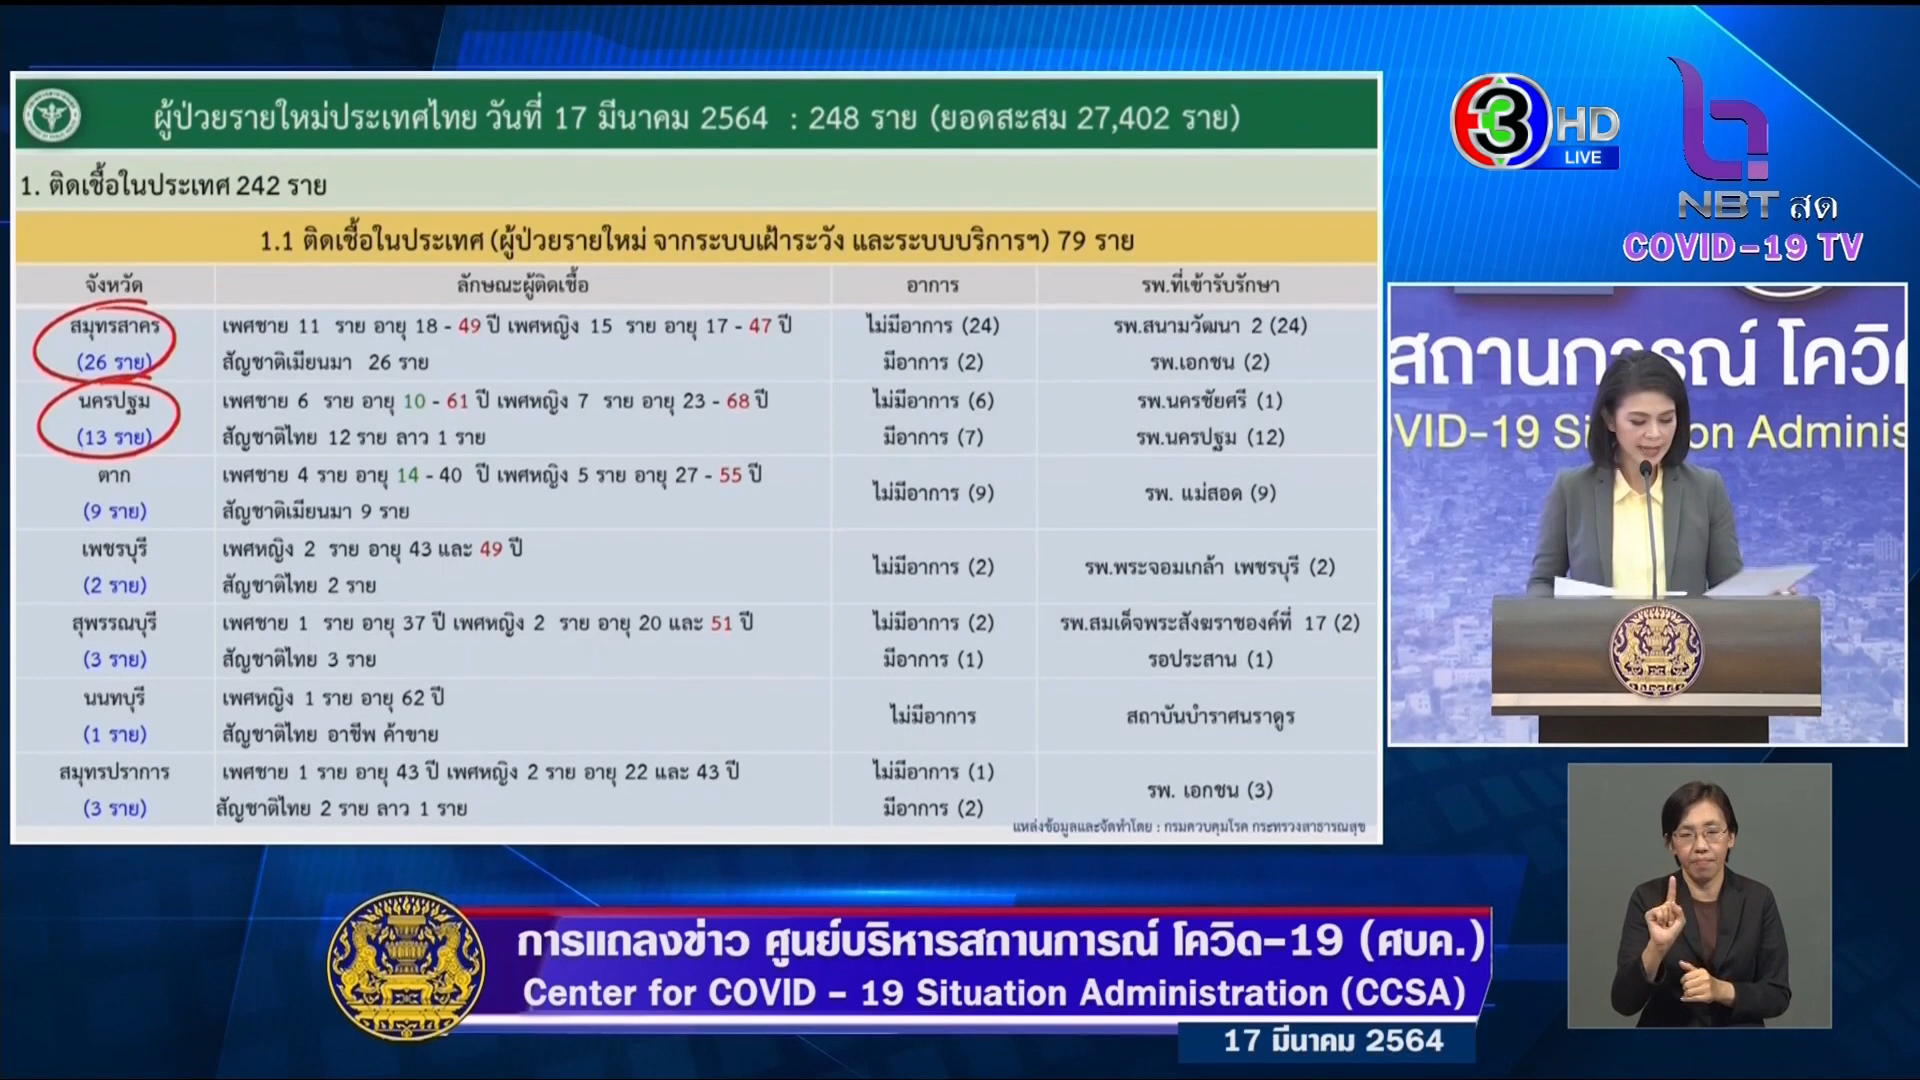 ผู้ป่วยรายใหม่ประเทศไทย วันที่ 17 มีนาคม 2564 : 248 ราย (ยอดสะสม 27,402 ราย)
1. ติดเชื้อในประเทศ 242 ราย
1.1 ติดเชื้อในประเทศ (ผู้ป่วยรายใหม่ จากระบบเฝ้าระวัง และระบบบริการฯ) 79 ราย
จังหวัด ลักษณะผู้ติดเชื้อ อาการ รพ.ที่เข้ารับรักษา
สมุทรสาคร เพศชาย 11 ราย อายุ 18 - 49 ปี เพศหญิง 15 ราย อายุ 17 - 47 ปี ไม่มีอาการ (24) รพ.สนามวัฒนา 2 (24)
(26 ราย) สัญชาติเมียนมา 26 ราย มีอาการ (2) รพ.เอกชน (2)
นครปฐม เพศชาย 6 ราย อายุ 10 - 61 ปี เพศหญิง 7 ราย อายุ 23 - 68 ปี ไม่มีอาการ (6) รพ.นครชัยศรี (1)
(13 ราย) สัญชาติไทย 12 ราย ลาว 1 ราย มีอาการ (7) รพ.นครปฐม (12)
ตาก เพศชาย 4 ราย อายุ 14 - 40 ปี เพศหญิง 5 ราย อายุ 27 - 55 ปี
ไม่มีอาการ (9) รพ. แม่สอด (9)
(9 ราย) สัญชาติเมียนมา 9 ราย
เพชรบุรี เพศหญิง 2 ราย อายุ 43 และ 49 ปี
ไม่มีอาการ (2) รพ.พระจอมเกล้า เพชรบุรี (2)
(2 ราย) สัญชาติไทย 2 ราย
สุพรรณบุรี เพศชาย 1 ราย อายุ 37 ปี เพศหญิง 2 ราย อายุ 20 และ 51 ปี ไม่มีอาการ (2) รพ.สมเด็จพระสังฆราชองค์ที่ 17 (2)
(3 ราย) สัญชาติไทย 3 ราย มีอาการ (1) รอประสาน (1)
นนทบุรี เพศหญิง 1 ราย อายุ 62 ปี
ไม่มีอาการ สถาบันบำราศนราดูร
(1 ราย) สัญชาติไทย อาชีพ ค้าขาย
สมุทรปราการ เพศชาย 1 ราย อายุ 43 ปี เพศหญิง 2 ราย อายุ 22 และ 43 ปี ไม่มีอาการ (1)
รพ. เอกชน (3)
(3 ราย) สัญชาติไทย 2 ราย ลาว 1 ราย มีอาการ (2)
แหล่งข้อมูลและจัดทำโดย : กรมควบคุมโรค กระทรวงสาธารณสุข
3 HD
LIVE
NBT สด
COVID-19 TV
สถานการณ์ โควิ
VID-19 Si on Adminis
การแถลงข่าว ศูนย์บริหารสถานการณ์ โควิด-19 (ศบค.)
Center for COVID - 19 Situation Administration (CCSA)
17 มีนาคม 2564